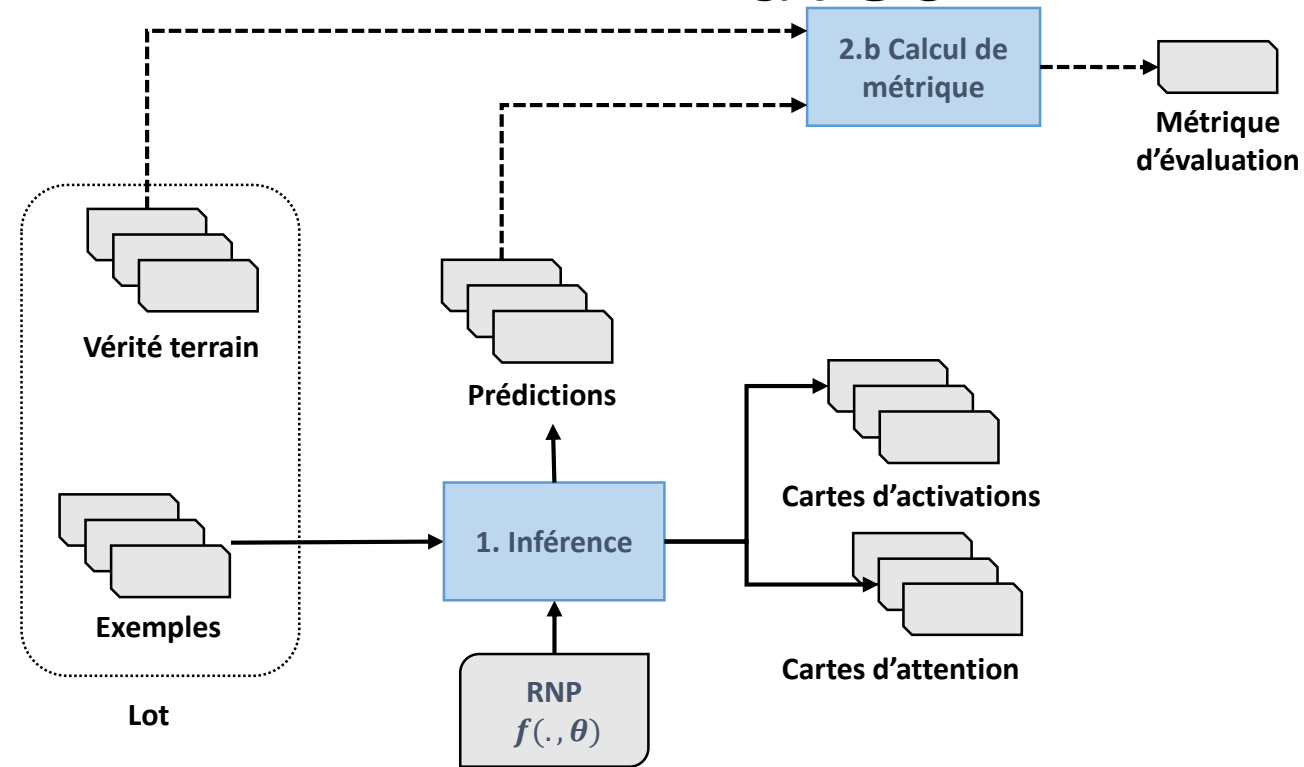 2.b Calcul de
métrique
Métrique
d'évaluation
Vérité terrain
Prédictions
Cartes d'activations
1. Inférence
Exemples
Cartes d'attention
RNP
f(., θ)
Lot